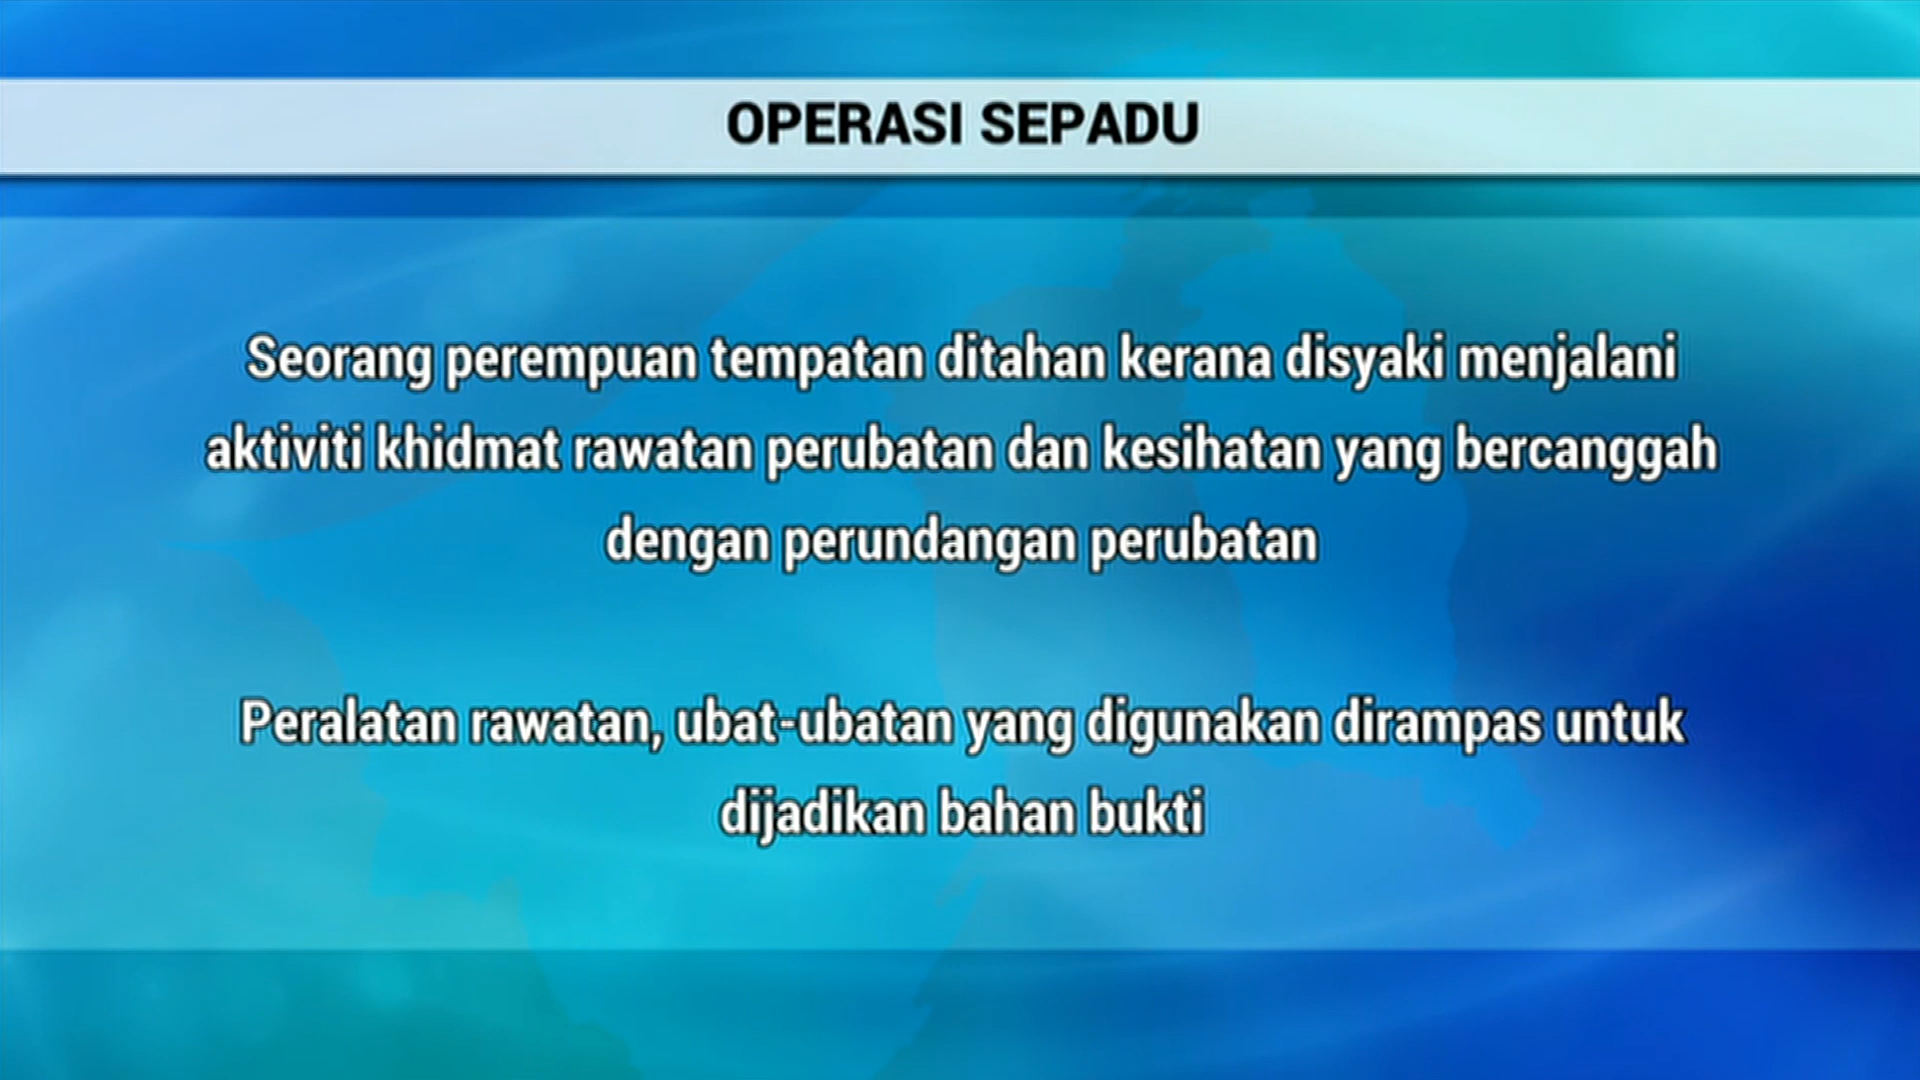 OPERASI SEPADU
Seorang perempuan tempatan ditahan kerana disyaki menjalani
aktiviti khidmat rawatan perubatan dan kesihatan yang bercanggah
dengan perundangan perubatan
Peralatan rawatan, ubat-ubatan yang digunakan dirampas untuk
dijadikan bahan bukti